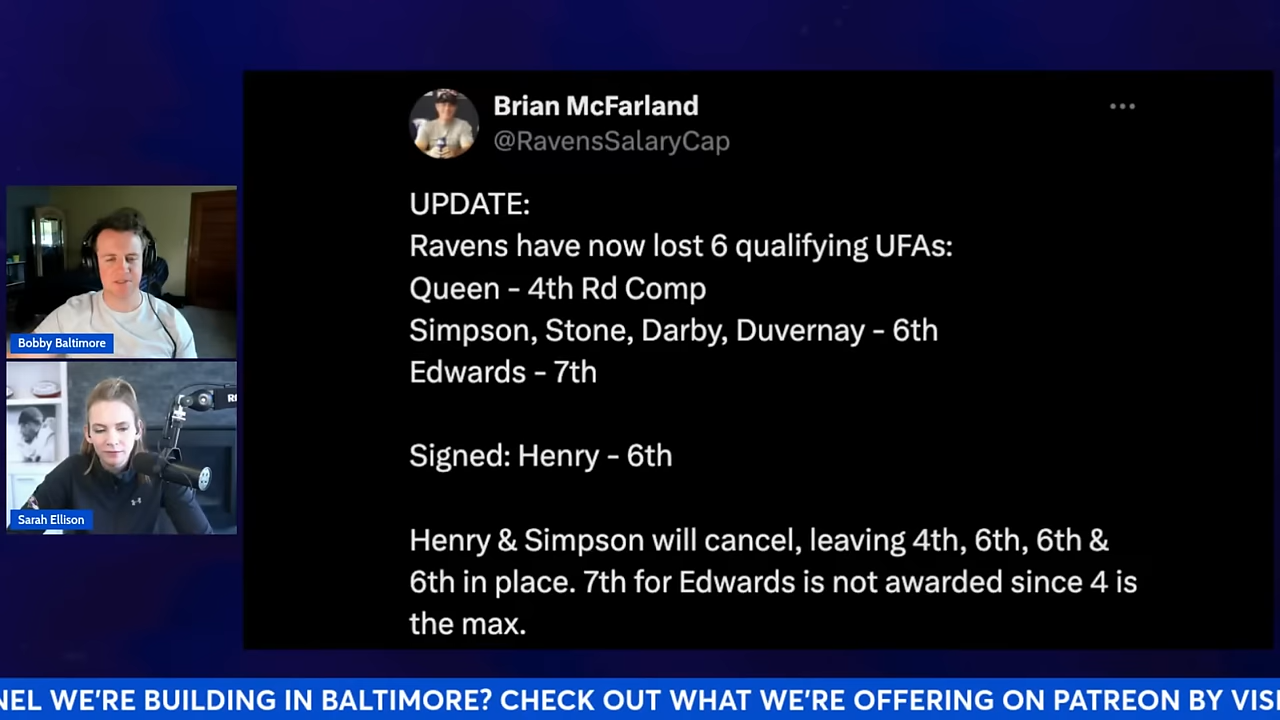 Brian McFarland
@RavensSalaryCap
UPDATE:
Ravens have now lost 6 qualifying UFAs:
Queen - 4th Rd Comp
Simpson, Stone, Darby, Duvernay - 6th
Edwards - 7th
Signed: Henry - 6th
Henry & Simpson will cancel, leaving 4th, 6th, 6th &
6th in place. 7th for Edwards is not awarded since 4 is
the max.
Bobby Baltimore
Sarah Ellison
WE'RE BUILDING IN BALTIMORE? CHECK OUT WHAT WE'RE OFFERING ON PATREON BY